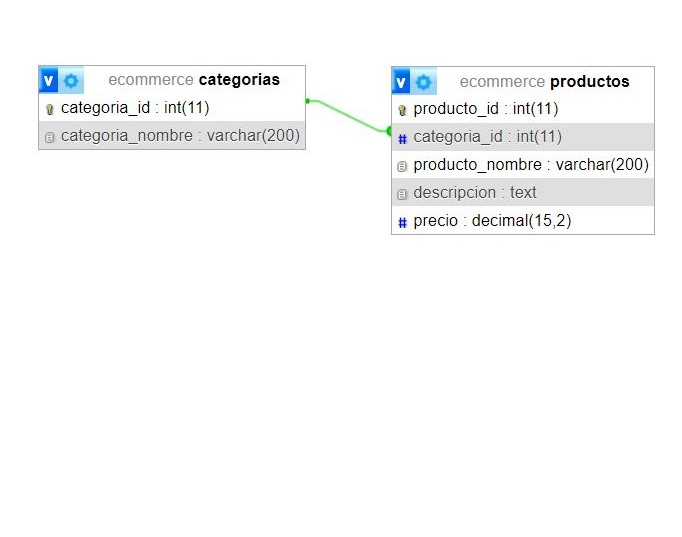 v ecommerce categorias
categoria_id : int(11)
categoria_nombre : varchar(200)
v ecommerce productos
producto_id : int(11)
# categoria_id : int(11)
producto_nombre : varchar(200)
descripcion : text
# precio : decimal(15,2)